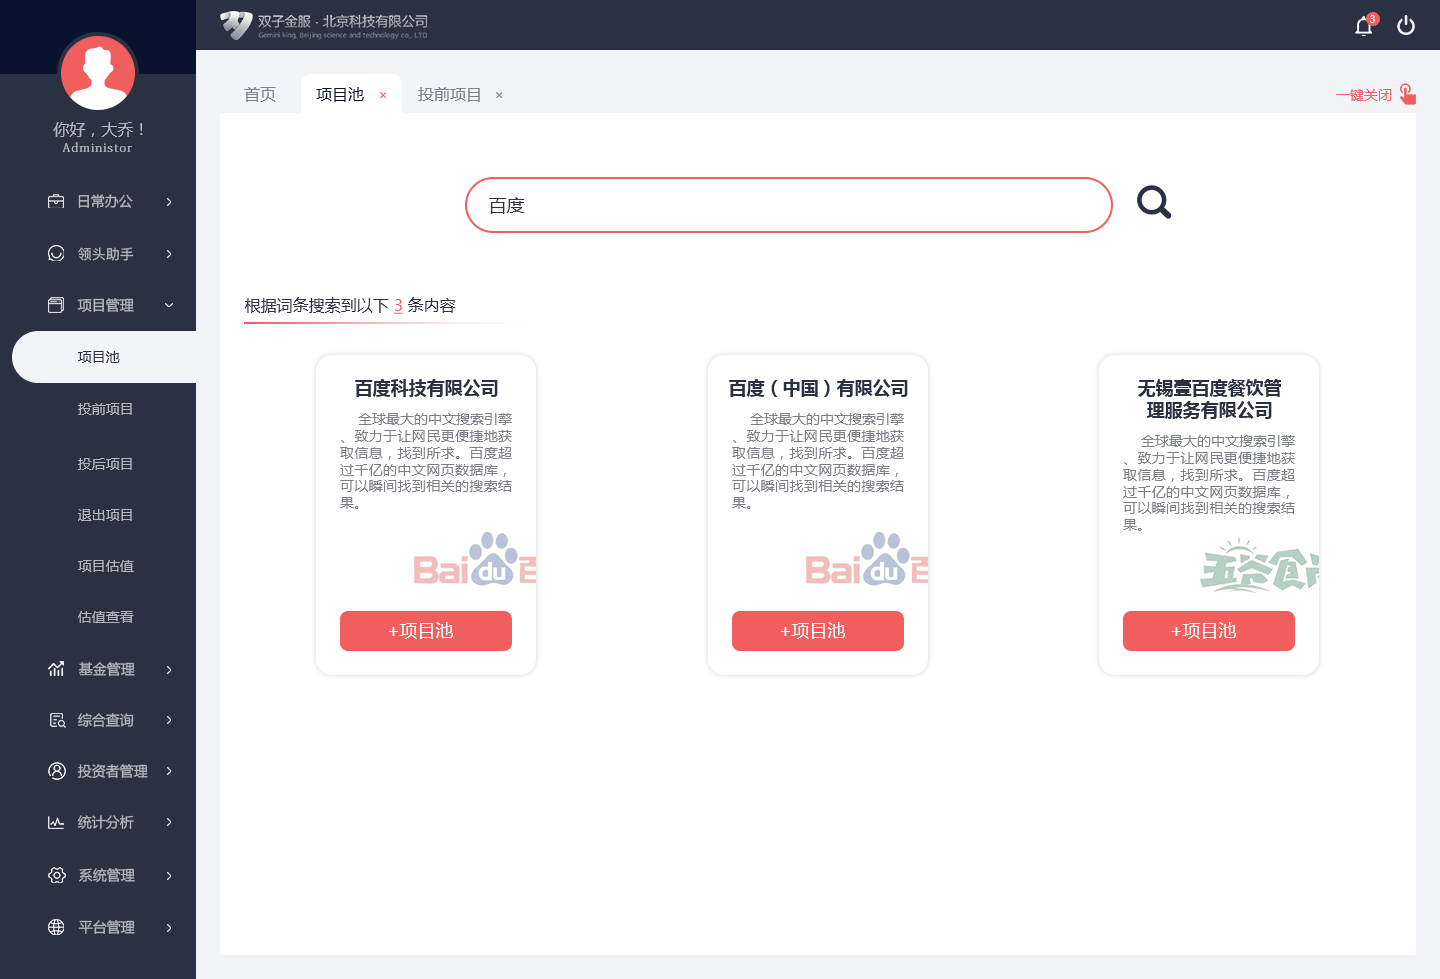 双子金服 · 北京科技有限公司
Gemini king, Beijing science and technology co., LTD
3
你好，大乔！
Administor
日常办公
领头助手
项目管理
项目池
投前项目
投后项目
退出项目
项目估值
估值查看
基金管理
综合查询
投资者管理
统计分析
系统管理
平台管理
首页
项目池 ×
投前项目 ×
一键关闭
百度
根据词条搜索到以下 3 条内容
百度科技有限公司
全球最大的中文搜索引擎
、致力于让网民更便捷地获
取信息，找到所求。百度超
过千亿的中文网页数据库，
可以瞬间找到相关的搜索结
果。
Bai du 百
+项目池
百度（中国）有限公司
全球最大的中文搜索引擎
、致力于让网民更便捷地获
取信息，找到所求。百度超
过千亿的中文网页数据库，
可以瞬间找到相关的搜索结
果。
Bai du 百
+项目池
无锡壹百度餐饮管
理服务有限公司
全球最大的中文搜索引擎
、致力于让网民更便捷地获
取信息，找到所求。百度超
过千亿的中文网页数据库，
可以瞬间找到相关的搜索结
果。
五谷食
+项目池